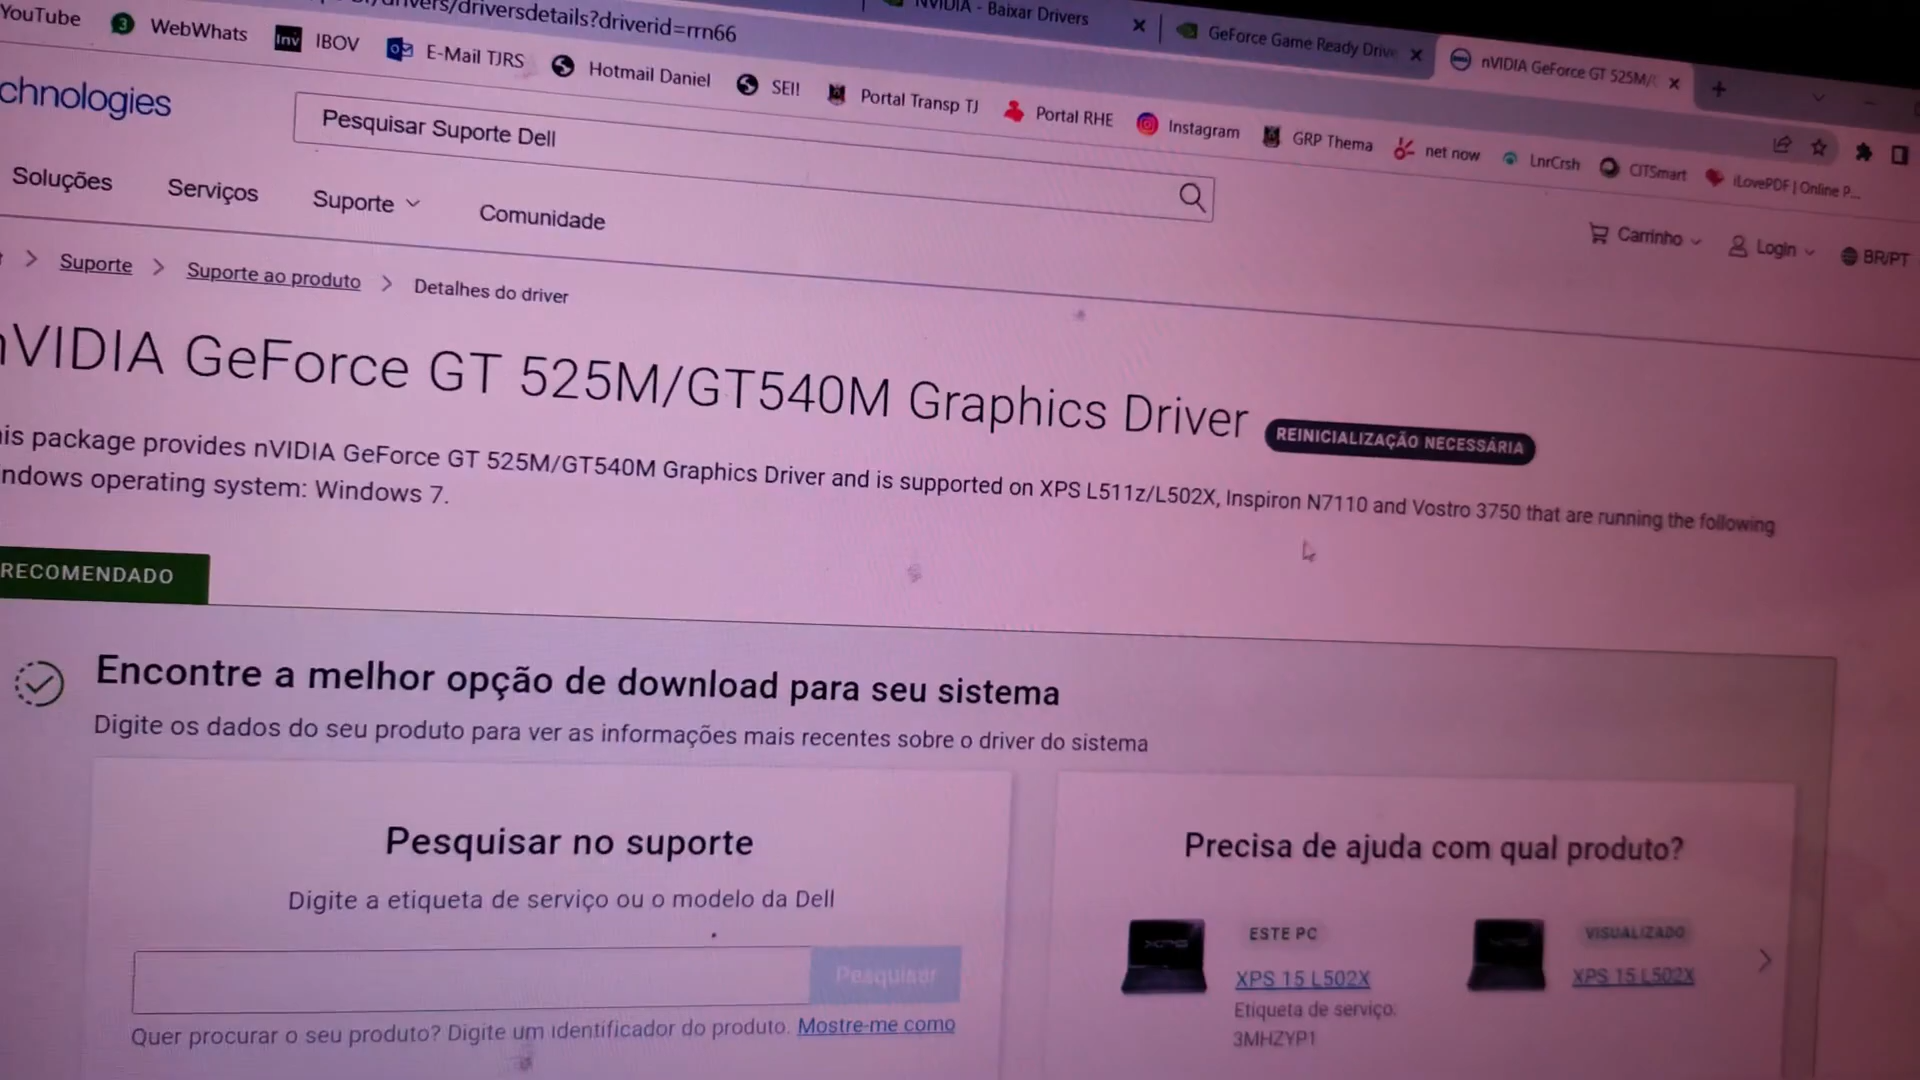 /driversdetails?driverid=rrn66
NVIDIA - Baixar Drivers
GeForce Game Ready Drive
nVIDIA GeForce GT 525M/
YouTube
3
WebWhats
Inv
IBOV
E-Mail TJRS
Hotmail Daniel
SEI!
Portal Transp TJ
Portal RHE
Instagram
GRP Thema
net now
LnrCrsh
CITSmart
iLovePDF | Online P...
chnologies
Pesquisar Suporte Dell
Soluções
Serviços
Suporte
Comunidade
Carrinho
Login
BR/PT
Suporte
Suporte ao produto
Detalhes do driver
nVIDIA GeForce GT 525M/GT540M Graphics Driver
REINICIALIZAÇÃO NECESSÁRIA
is package provides nVIDIA GeForce GT 525M/GT540M Graphics Driver and is supported on XPS L511z/L502X, Inspiron N7110 and Vostro 3750 that are running the following
ndows operating system: Windows 7.
RECOMENDADO
Encontre a melhor opção de download para seu sistema
Digite os dados do seu produto para ver as informações mais recentes sobre o driver do sistema
Pesquisar no suporte
Digite a etiqueta de serviço ou o modelo da Dell
Pesquisar
Quer procurar o seu produto? Digite um identificador do produto. Mostre-me como
Precisa de ajuda com qual produto?
XPS
ESTE PC
XPS 15 L502X
Etiqueta de serviço:
3MHZYP1
VISUALIZADO
XPS 15 L502X